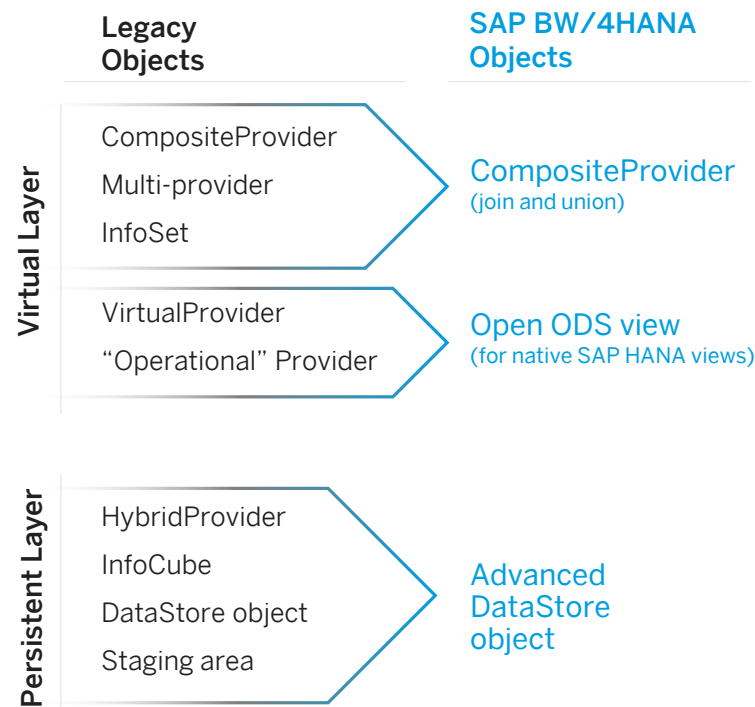 Legacy
Objects
SAP BW/4HANA
Objects
Virtual Layer
CompositeProvider
Multi-provider
InfoSet
CompositeProvider
(join and union)
VirtualProvider
“Operational” Provider
Open ODS view
(for native SAP HANA views)
Persistent Layer
HybridProvider
InfoCube
DataStore object
Staging area
Advanced
DataStore
object